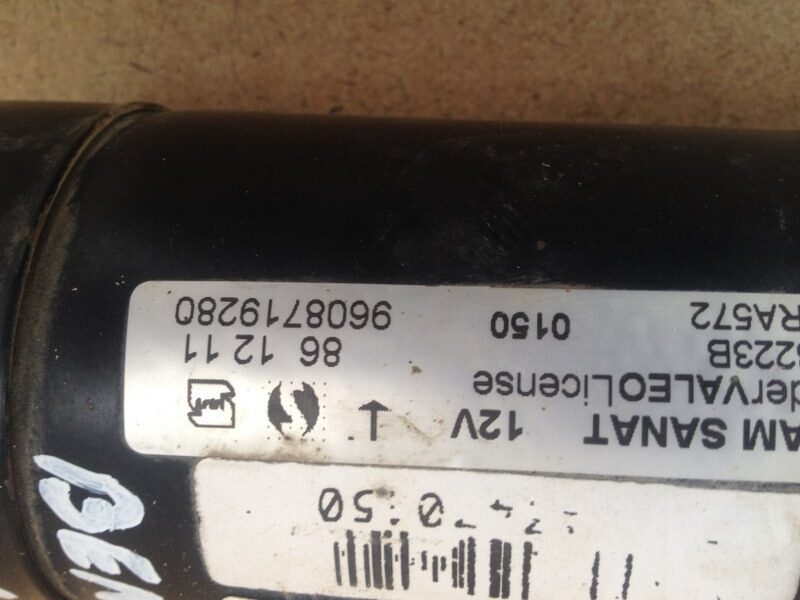 AM SANAT 12V ↑
derVALEOLicense
223B 86 12 11
RA572 0150 9608719280